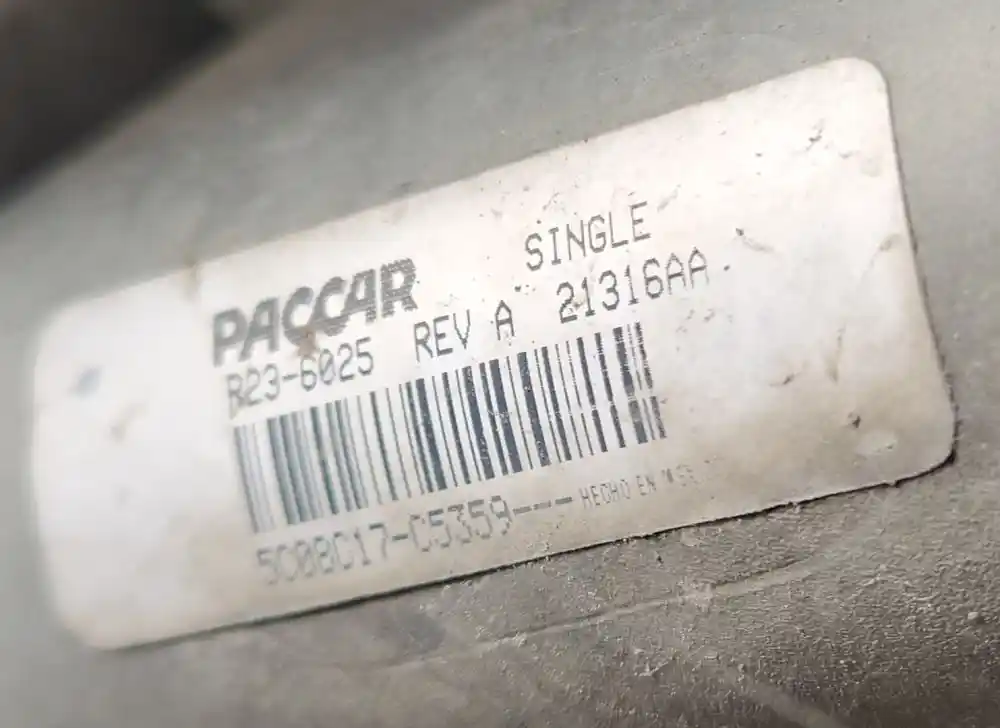 SINGLE
PACCAR
B23-6025 REV A 21316AA
5C08C17-C5359---HECHO EN